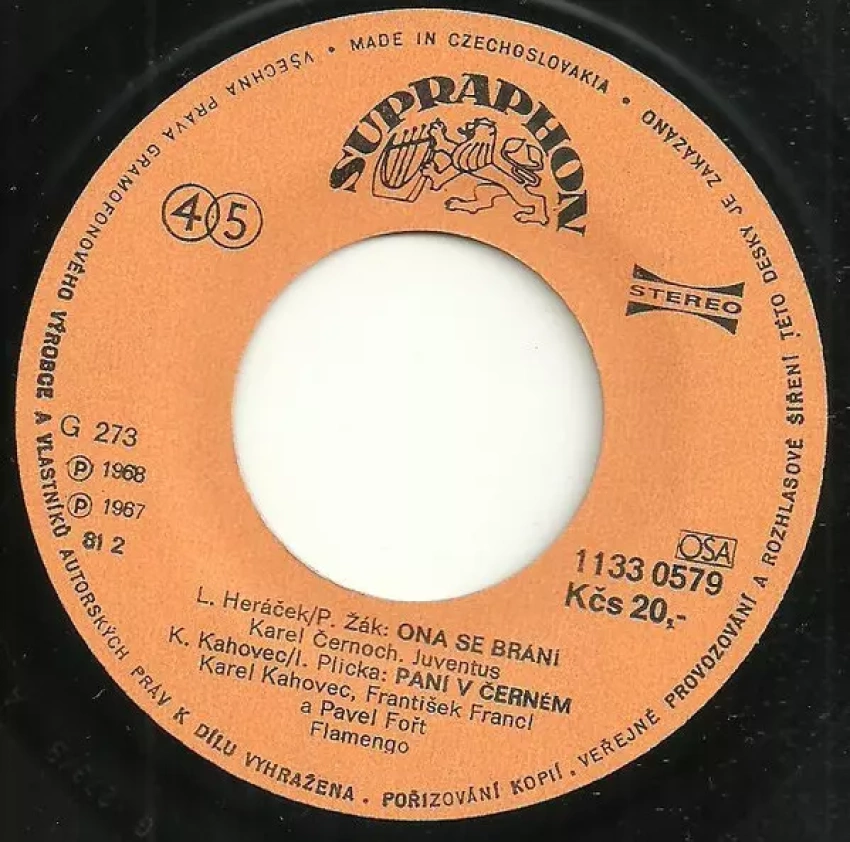 MADE IN CZECHOSLOVAKIA • VŠECHNA PRÁVA GRAMOFONOVÉHO VÝROBCE A VLASTNÍKŮ AUTORSKÝCH PRÁV K DÍLU VYHRAŽENA. POŘIZOVÁNÍ KOPIÍ, VEŘEJNÉ PROVOZOVÁNÍ A ROZHLASOVÉ ŠÍŘENÍ TÉTO DESKY JE ZAKÁZÁNO •
SUPRAPHON
45
STEREO
G 273
Ⓟ 1968
Ⓟ 1967
81 2
OSA
1133 0579
Kčs 20,-
L. Heráček/P. Žák: ONA SE BRÁNÍ
Karel Černoch, Juventus
K. Kahovec/I. Plicka: PANÍ V ČERNÉM
Karel Kahovec, František Francl
a Pavel Fořt
Flamengo